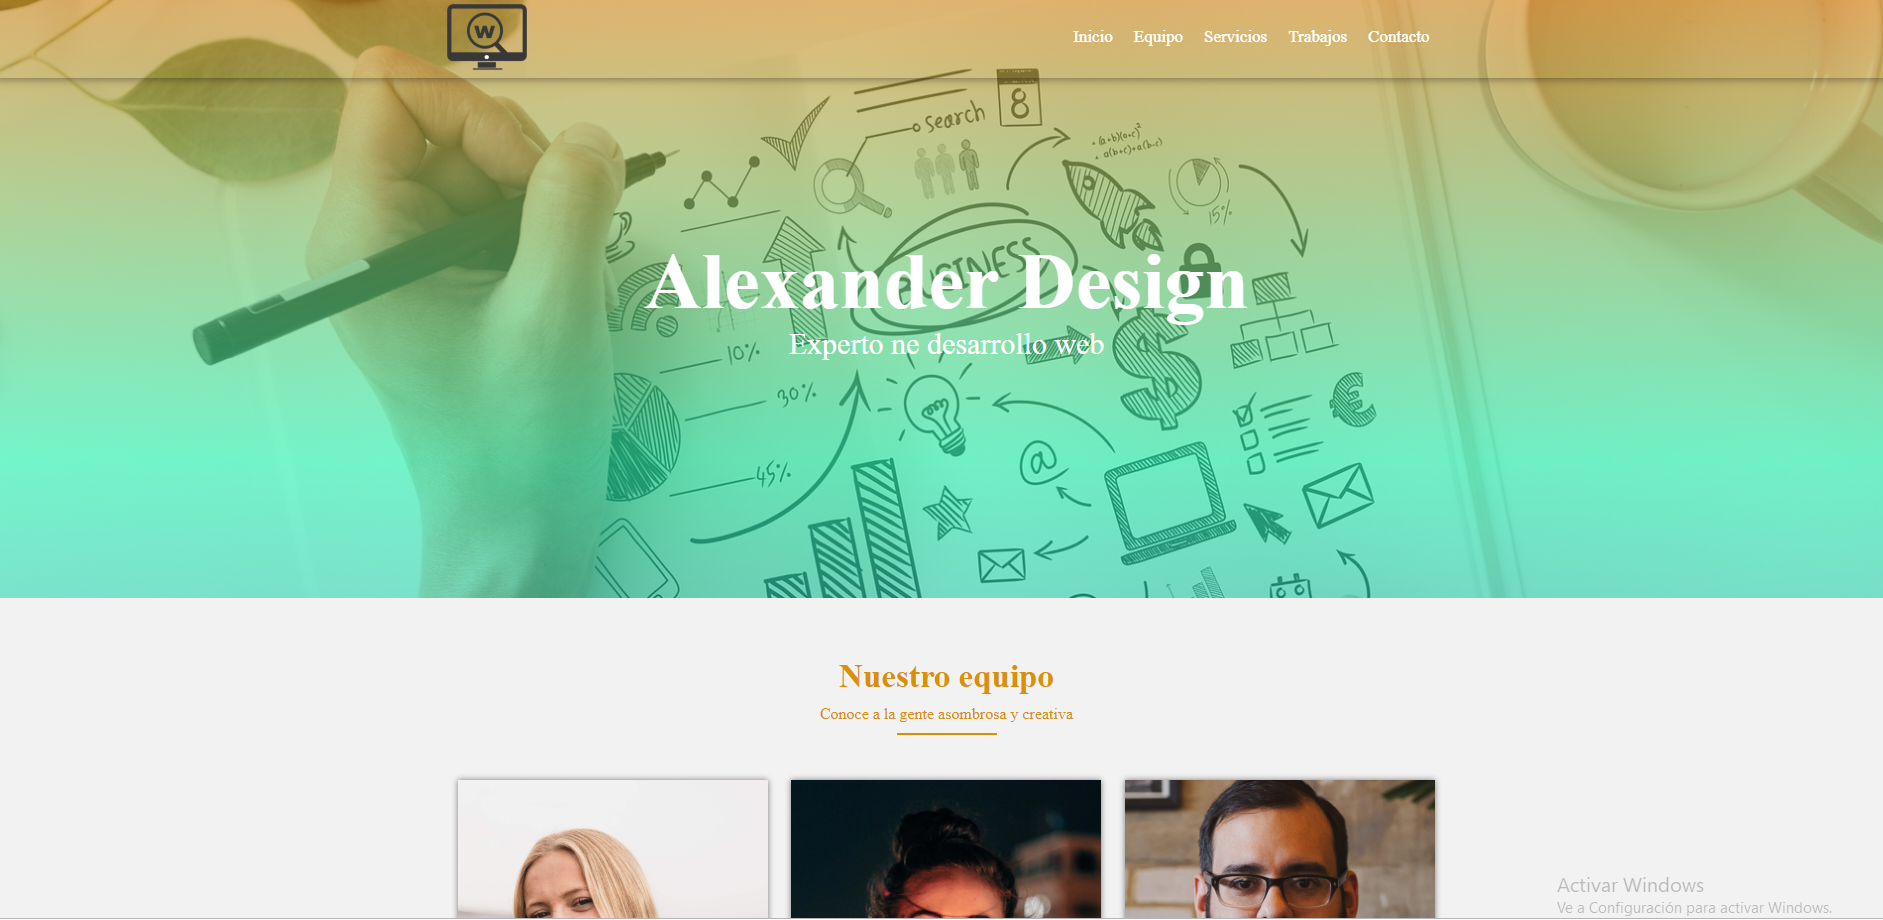 W
Inicio Equipo Servicios Trabajos Contacto
search
8
(a+b)(a+c)²
a(b+c)+a(b-c)
15%
Alexander Design
Experto ne desarrollo web
10%
30%
45%
@
Nuestro equipo
Conoce a la gente asombrosa y creativa
Activar Windows
Ve a Configuración para activar Windows.